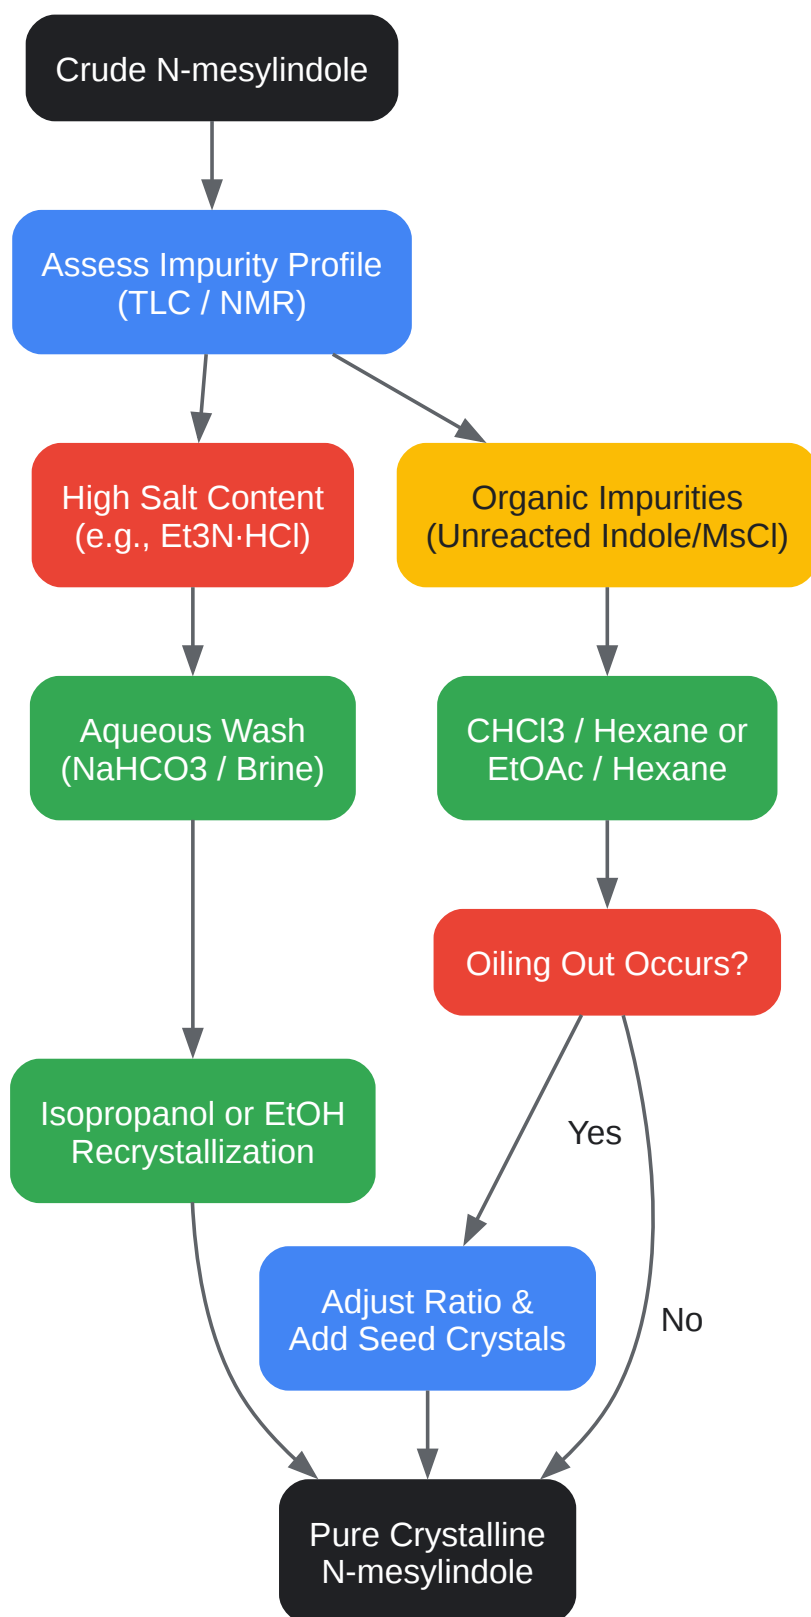 Crude N-mesylindole
Assess Impurity Profile
(TLC / NMR)
High Salt Content
(e.g., Et3N·HCl)
Organic Impurities
(Unreacted Indole/MsCl)
Aqueous Wash
(NaHCO3 / Brine)
CHCl3 / Hexane or
EtOAc / Hexane
Oiling Out Occurs?
Isopropanol or EtOH
Recrystallization
Yes
Adjust Ratio &
Add Seed Crystals
No
Pure Crystalline
N-mesylindole